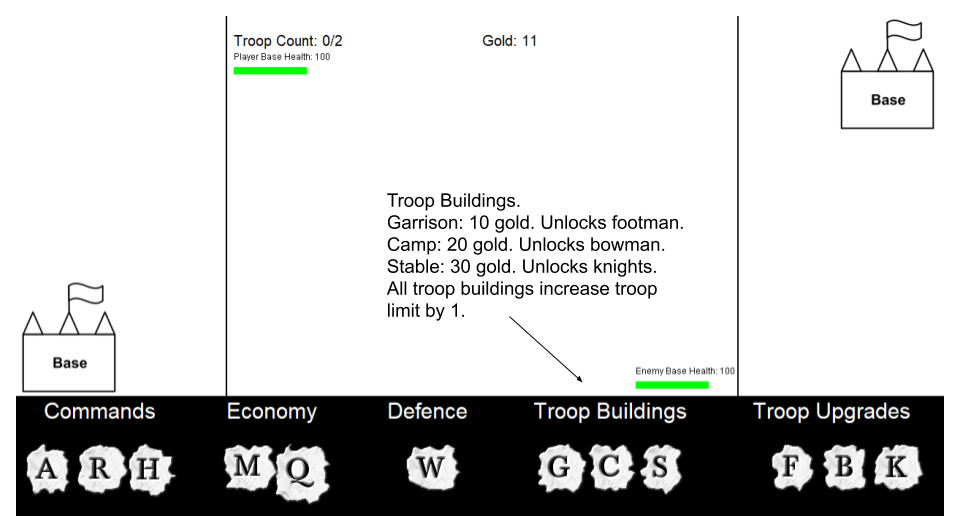 Troop Count: 0/2
Gold: 11
Player Base Health: 100
Base
Troop Buildings.
Garrison: 10 gold. Unlocks footman.
Camp: 20 gold. Unlocks bowman.
Stable: 30 gold. Unlocks knights.
All troop buildings increase troop
limit by 1.
Base
Enemy Base Health: 100
Commands
Economy
Defence
Troop Buildings
Troop Upgrades
A R H
M Q
W
G C S
F B K